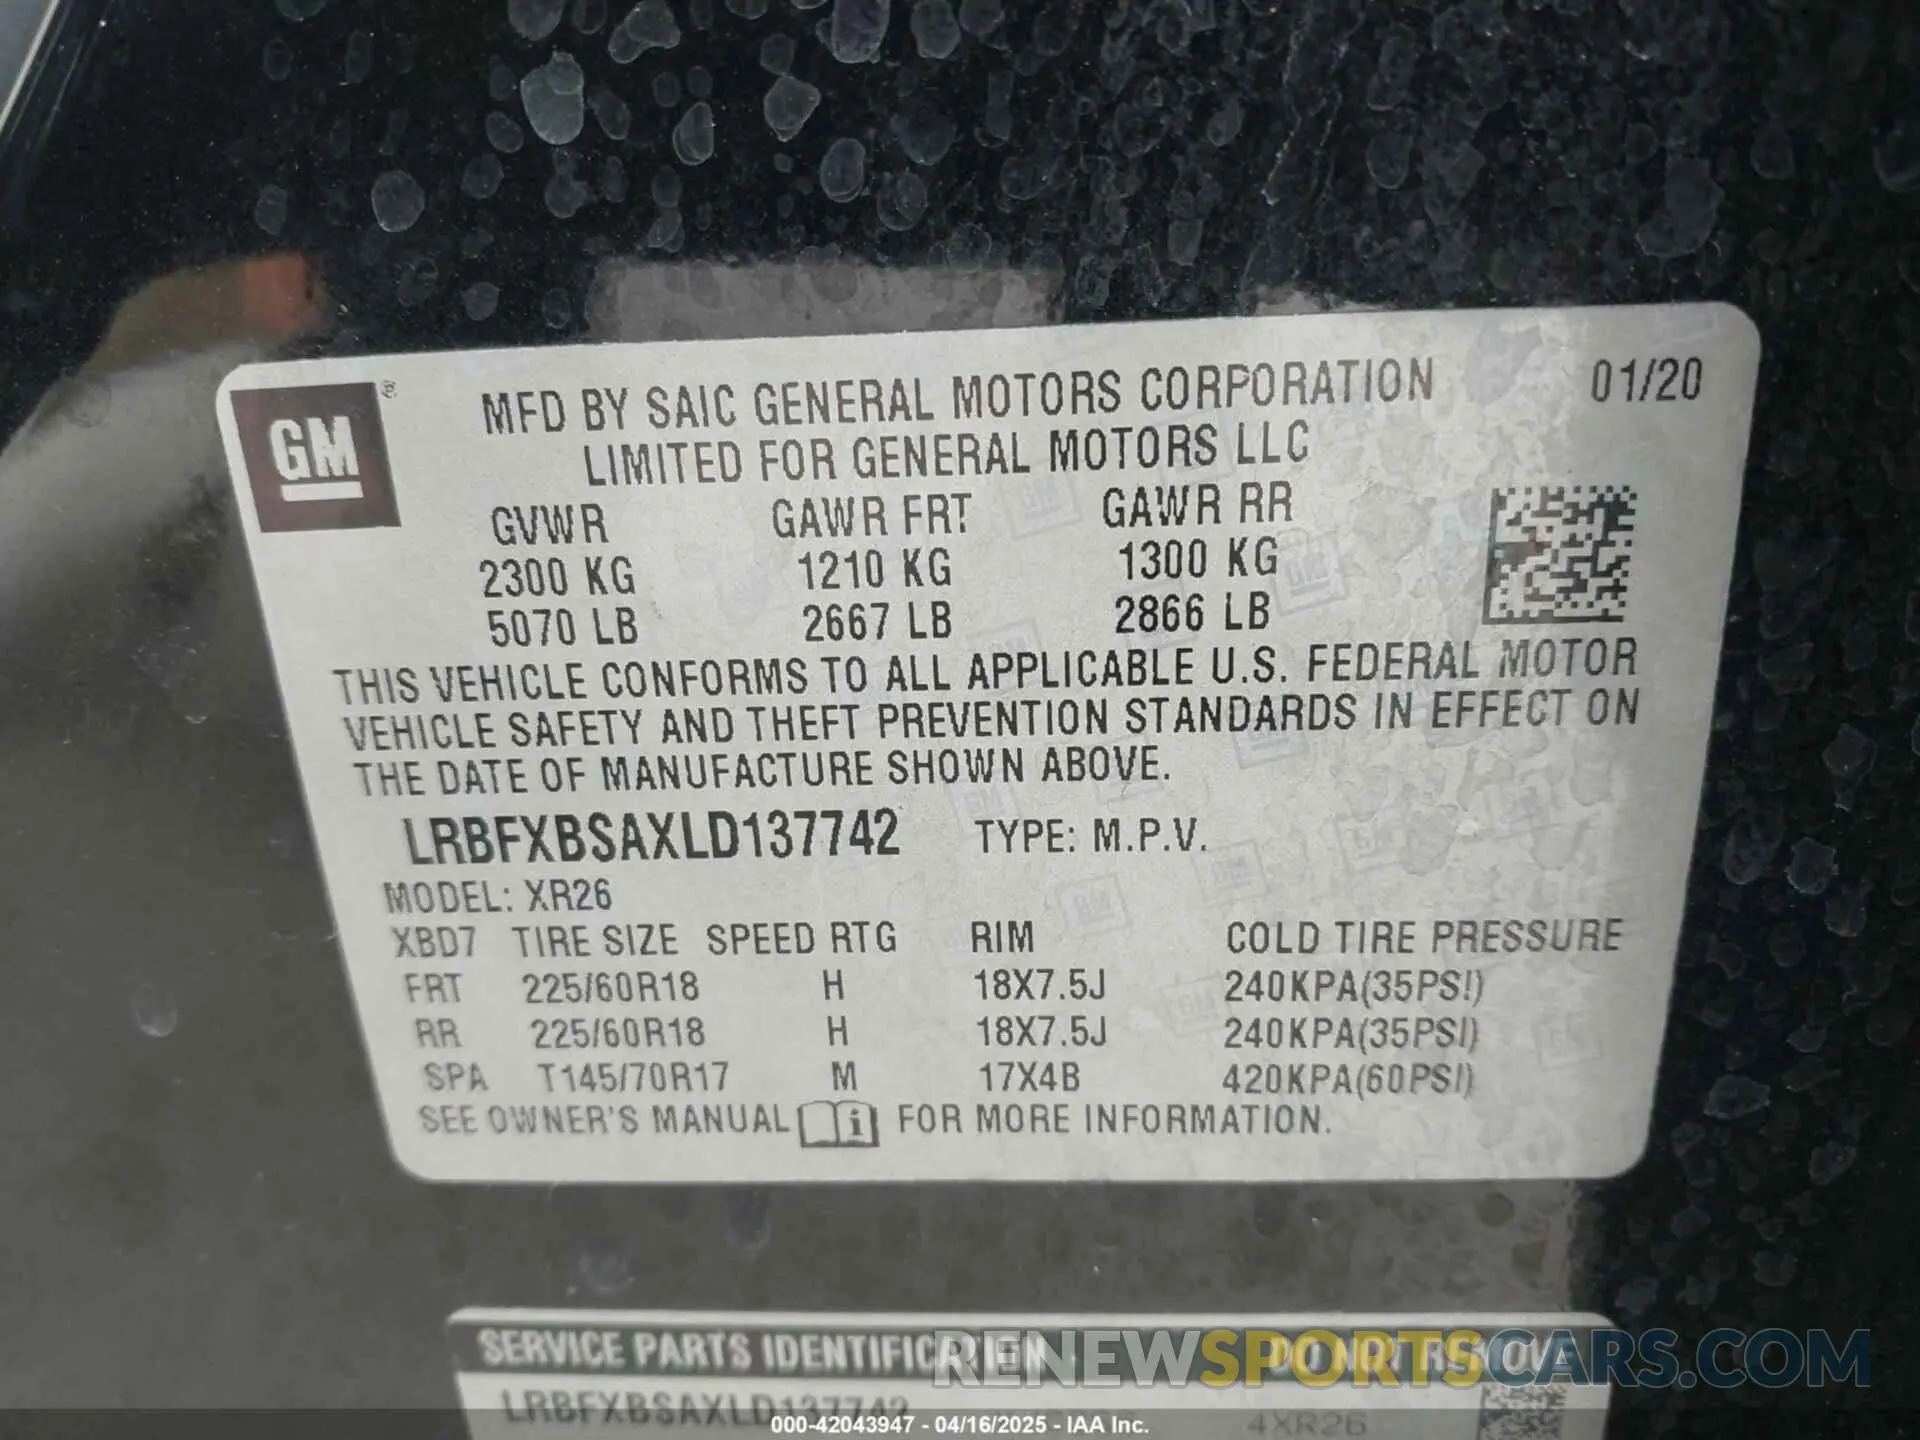 GM ®
MFD BY SAIC GENERAL MOTORS CORPORATION 01/20
LIMITED FOR GENERAL MOTORS LLC
GVWR GAWR FRT GAWR RR
2300 KG 1210 KG 1300 KG
5070 LB 2667 LB 2866 LB
THIS VEHICLE CONFORMS TO ALL APPLICABLE U.S. FEDERAL MOTOR
VEHICLE SAFETY AND THEFT PREVENTION STANDARDS IN EFFECT ON
THE DATE OF MANUFACTURE SHOWN ABOVE.
LRBFXBSAXLD137742 TYPE: M.P.V.
MODEL: XR26
XBD7 TIRE SIZE SPEED RTG RIM COLD TIRE PRESSURE
FRT 225/60R18 H 18X7.5J 240KPA(35PSI)
RR 225/60R18 H 18X7.5J 240KPA(35PSI)
SPA T145/70R17 M 17X4B 420KPA(60PSI)
SEE OWNER'S MANUAL i FOR MORE INFORMATION.
SERVICE PARTS DO NOT
RENEWSPORTSCARS.COM
LRBFXBSAXLD137742 4XR26
000-42043947 - 04/16/2025 - IAA Inc.